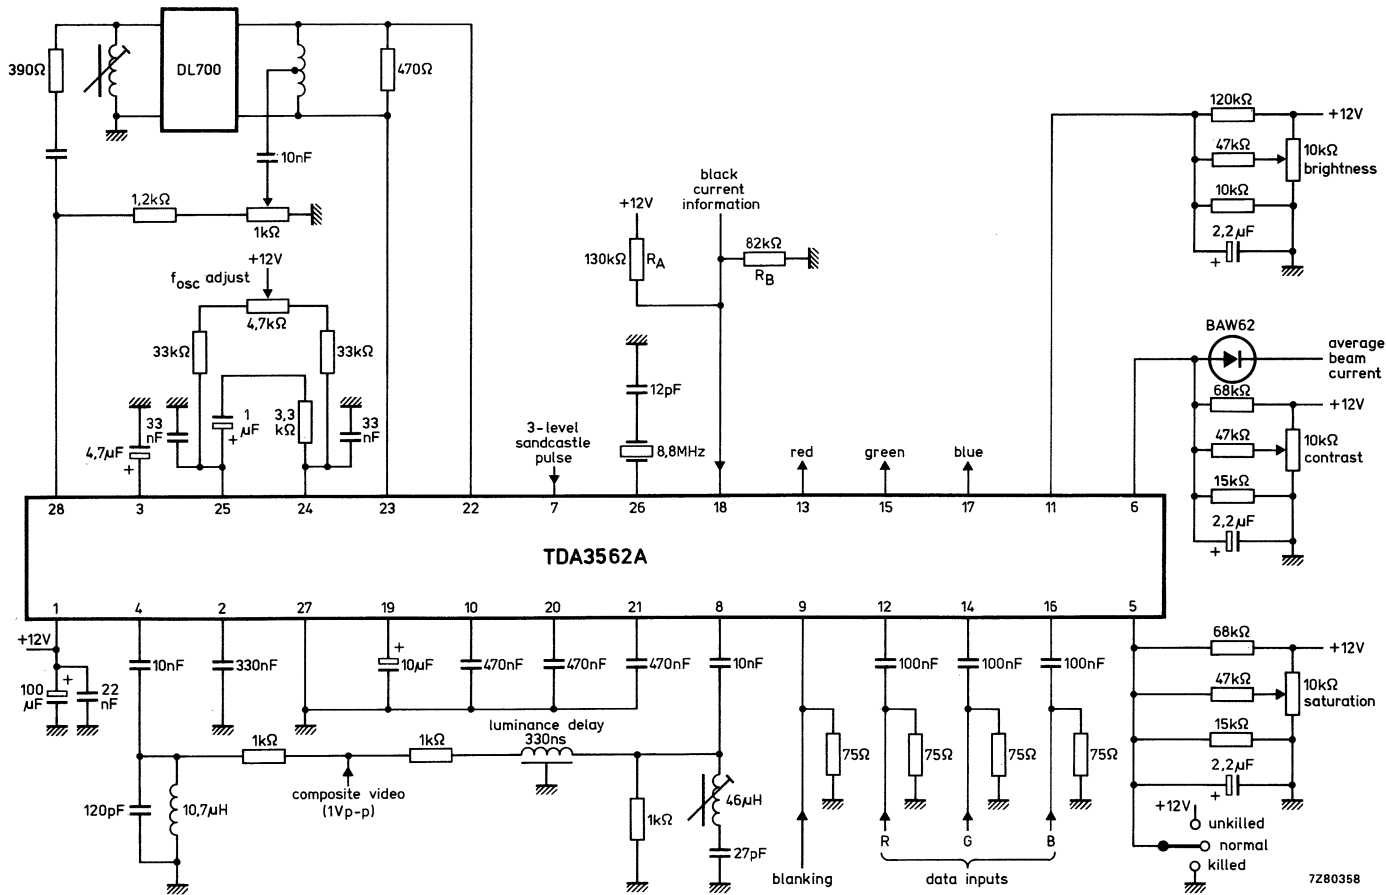 390Ω
DL700
470Ω
10nF
1,2kΩ
1kΩ
+12V
fosc adjust
4,7kΩ
33kΩ
33kΩ
4,7µF
+
33
nF
1
µF
+
3,3
kΩ
33
nF
3-level
sandcastle
pulse
+12V
130kΩ
RA
black
current
information
82kΩ
RB
12pF
8,8MHz
red
green
blue
120kΩ
+12V
47kΩ
10kΩ
brightness
10kΩ
2,2µF
+
BAW62
average
beam
current
68kΩ
+12V
47kΩ
10kΩ
contrast
15kΩ
2,2µF
+
28 3 25 24 23 22 7 26 18 13 15 17 11 6
TDA3562A
1 4 2 27 19 10 20 21 8 9 12 14 16 5
+12V
100
µF
+
22
nF
10nF
330nF
+
10µF
470nF
470nF
470nF
10nF
100nF
100nF
100nF
68kΩ
+12V
47kΩ
10kΩ
saturation
15kΩ
2,2µF
+
luminance delay
330ns
1kΩ
1kΩ
composite video
(1Vp-p)
120pF
10,7µH
1kΩ
46µH
27pF
75Ω
75Ω
75Ω
75Ω
blanking
R G B
data inputs
+12V
unkilled
normal
killed
7Z80358